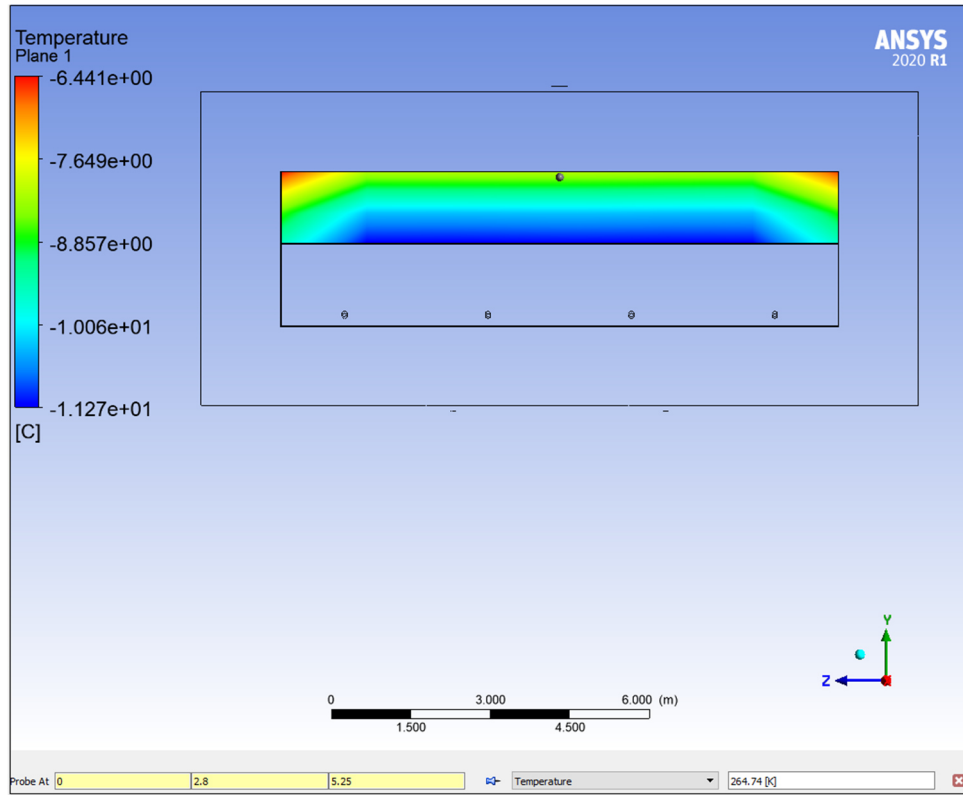 Temperature
Plane 1
ANSYS
2020 R1
-6.441e+00
-7.649e+00
-8.857e+00
-1.006e+01
-1.127e+01
[C]
Y
Z
0 3.000 6.000 (m)
1.500 4.500
Probe At 0 2.8 5.25 Temperature 264.74 [K]